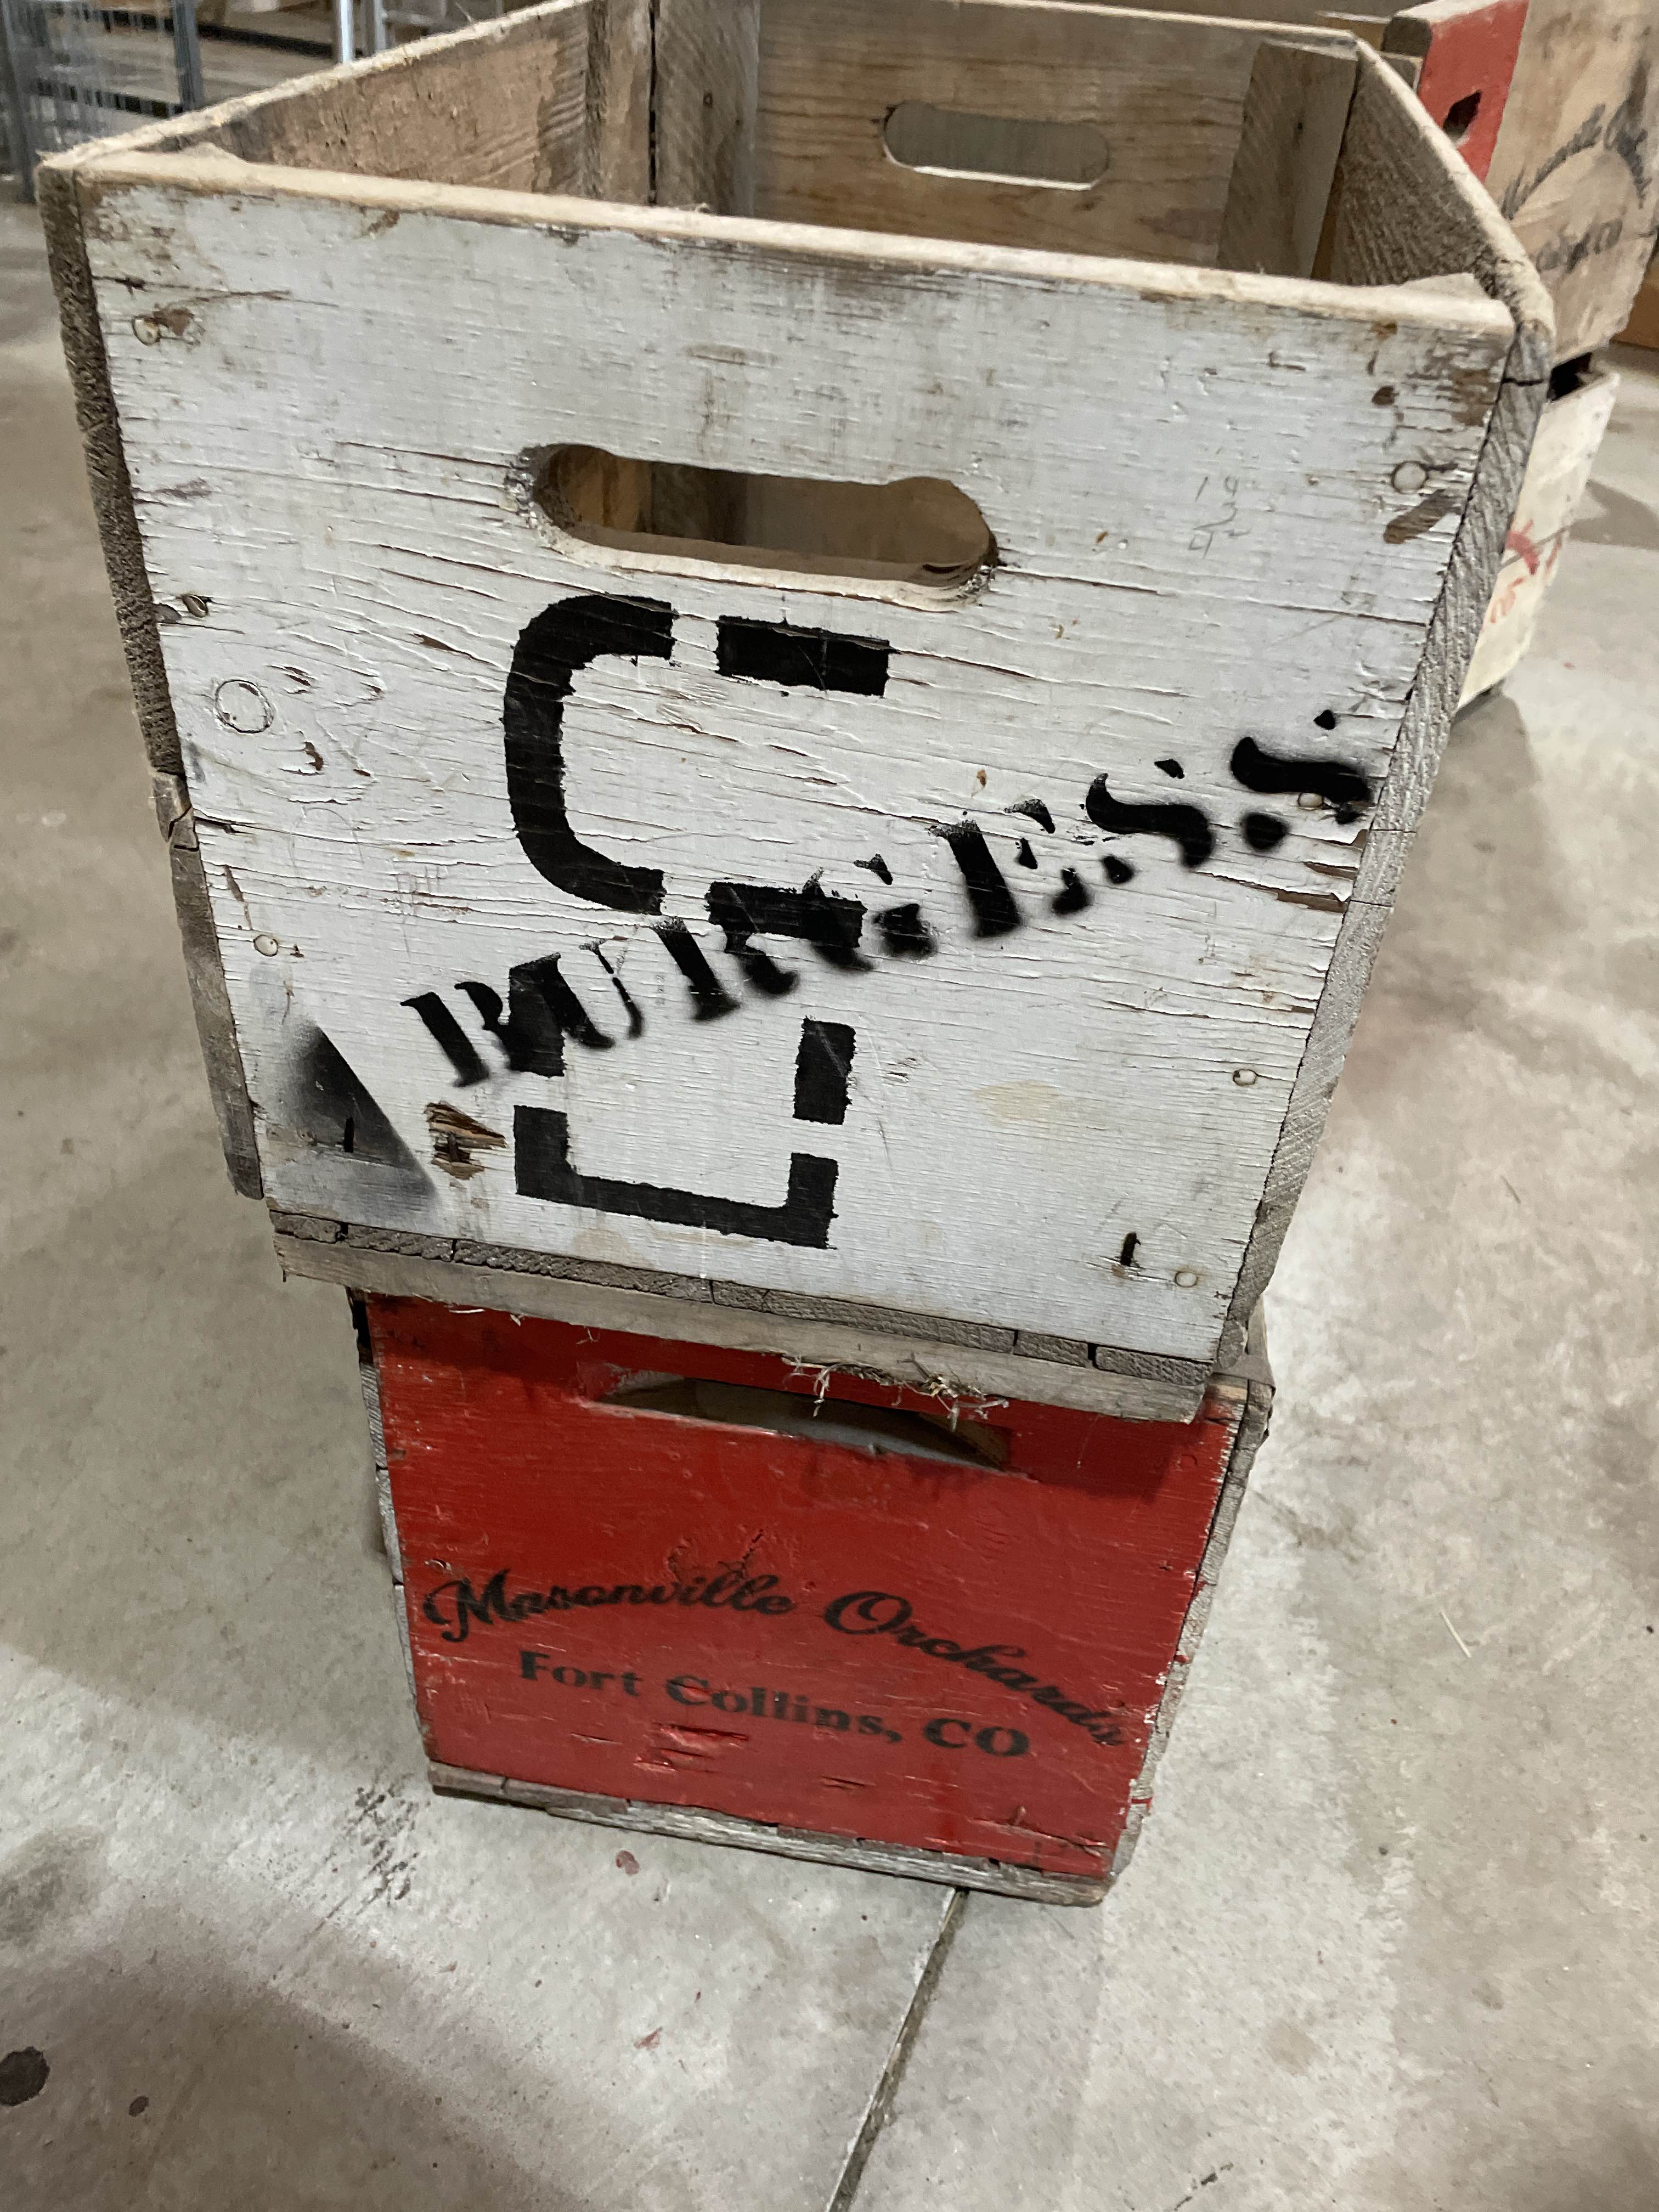 C
BURGESS
Masonville Orchards
Fort Collins, CO